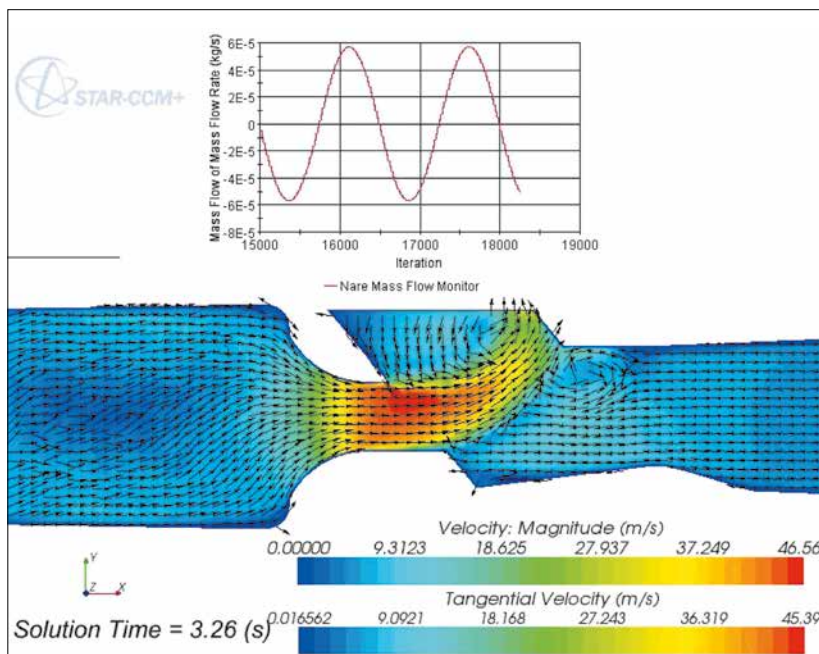 STAR-CCM+
Mass Flow of Mass Flow Rate (kg/s)
6E-5
4E-5
2E-5
0
-2E-5
-4E-5
-6E-5
-8E-5
15000 16000 17000 18000 19000
Iteration
Nare Mass Flow Monitor
Velocity: Magnitude (m/s)
0.00000 9.3123 18.625 27.937 37.249 46.56
Y
Z X
Tangential Velocity (m/s)
0.016562 9.0921 18.168 27.243 36.319 45.39
Solution Time = 3.26 (s)